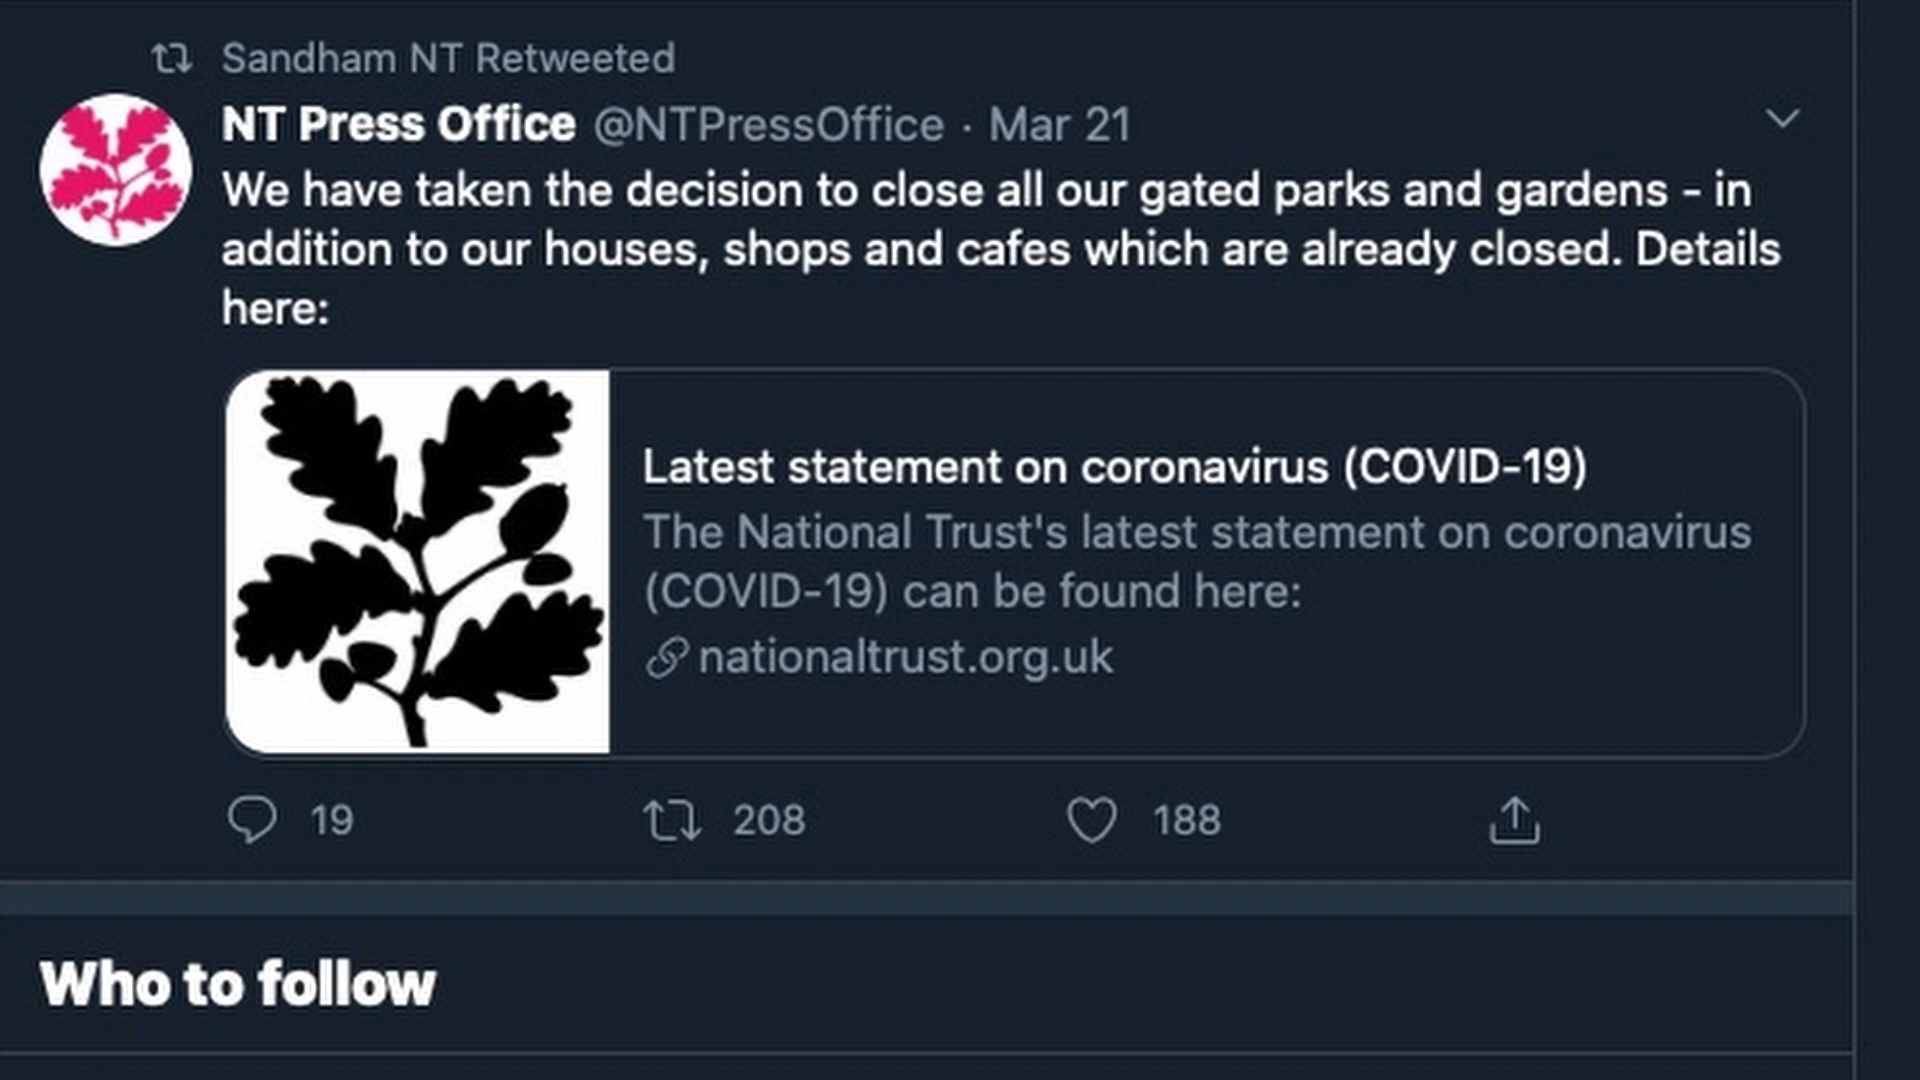 Sandham NT Retweeted
NT Press Office @NTPressOffice · Mar 21
We have taken the decision to close all our gated parks and gardens - in
addition to our houses, shops and cafes which are already closed. Details
here:
Latest statement on coronavirus (COVID-19)
The National Trust's latest statement on coronavirus
(COVID-19) can be found here:
nationaltrust.org.uk
19 208 188
Who to follow